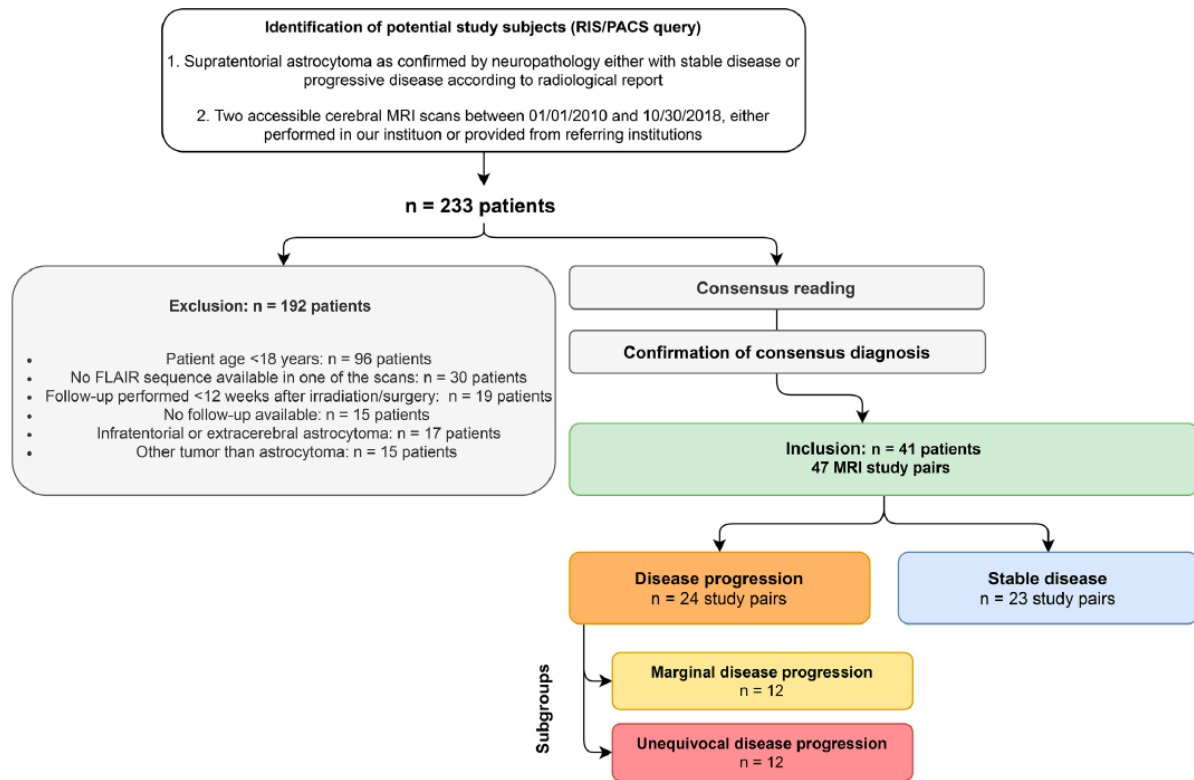 Identification of potential study subjects (RIS/PACS query)
1. Supratentorial astrocytoma as confirmed by neuropathology either with stable disease or
progressive disease according to radiological report
2. Two accessible cerebral MRI scans between 01/01/2010 and 10/30/2018, either
performed in our instituon or provided from referring institutions
n = 233 patients
Exclusion: n = 192 patients
• Patient age <18 years: n = 96 patients
• No FLAIR sequence available in one of the scans: n = 30 patients
• Follow-up performed <12 weeks after irradiation/surgery: n = 19 patients
• No follow-up available: n = 15 patients
• Infratentorial or extracerebral astrocytoma: n = 17 patients
• Other tumor than astrocytoma: n = 15 patients
Consensus reading
Confirmation of consensus diagnosis
Inclusion: n = 41 patients
47 MRI study pairs
Disease progression
n = 24 study pairs
Stable disease
n = 23 study pairs
Subgroups
Marginal disease progression
n = 12
Unequivocal disease progression
n = 12